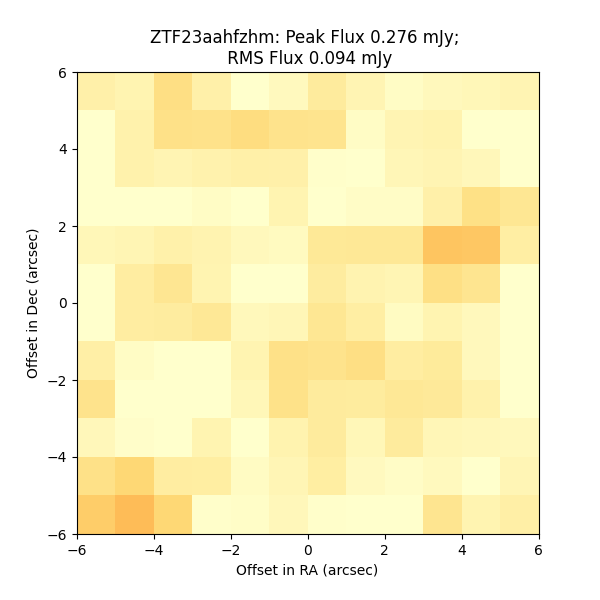 ZTF23aahfzhm: Peak Flux 0.276 mJy;
RMS Flux 0.094 mJy
6
4
2
0
−2
−4
−6
Offset in Dec (arcsec)
−6 −4 −2 0 2 4 6
Offset in RA (arcsec)